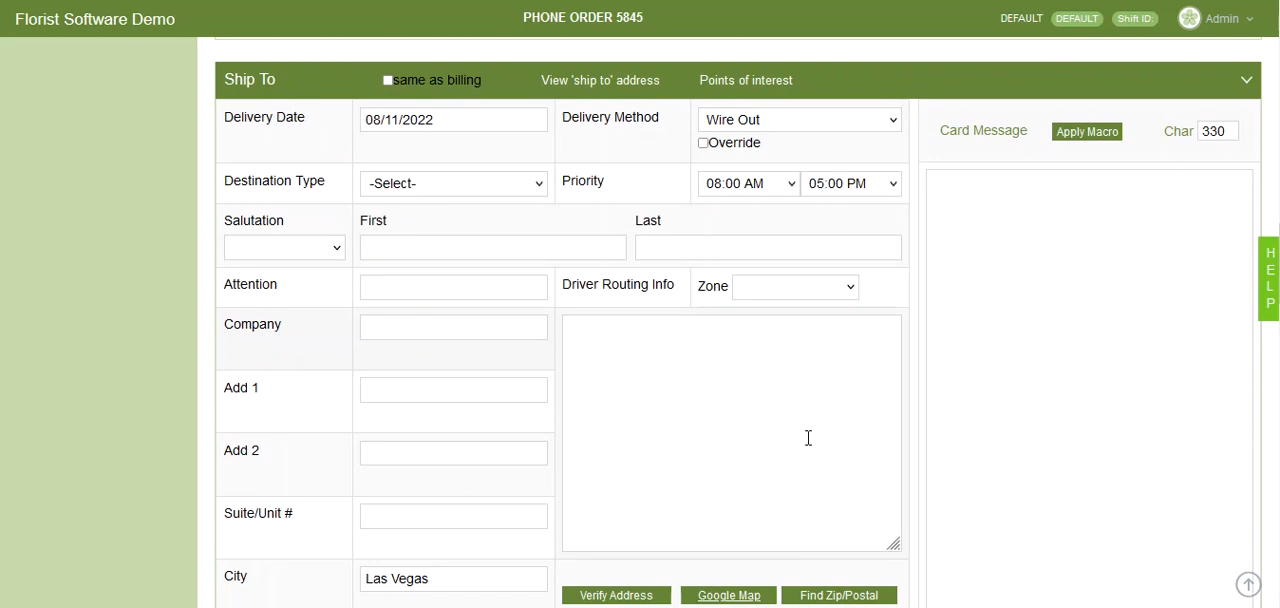 Florist Software Demo
PHONE ORDER 5845
DEFAULT DEFAULT Shift ID: Admin
Ship To
same as billing
View 'ship to' address
Points of interest
Delivery Date
08/11/2022
Delivery Method
Wire Out
Override
Card Message
Apply Macro
Char 330
Destination Type
-Select-
Priority
08:00 AM
05:00 PM
Salutation
First
Last
Attention
Driver Routing Info
Zone
Company
Add 1
Add 2
Suite/Unit #
City
Las Vegas
Verify Address
Google Map
Find Zip/Postal
HELP